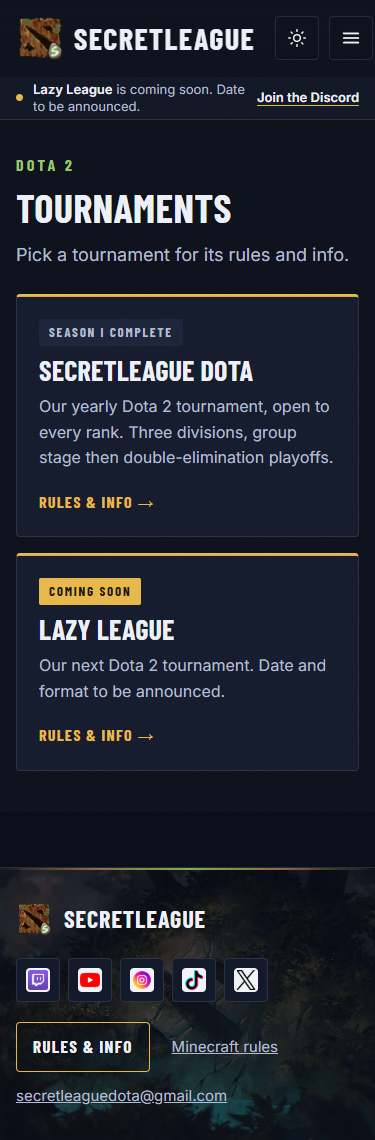 SECRETLEAGUE
Lazy League is coming soon. Date
to be announced.
Join the Discord
DOTA 2
TOURNAMENTS
Pick a tournament for its rules and info.
SEASON I COMPLETE
SECRETLEAGUE DOTA
Our yearly Dota 2 tournament, open to
every rank. Three divisions, group
stage then double-elimination playoffs.
RULES & INFO →
COMING SOON
LAZY LEAGUE
Our next Dota 2 tournament. Date and
format to be announced.
RULES & INFO →
SECRETLEAGUE
RULES & INFO
Minecraft rules
secretleaguedota@gmail.com